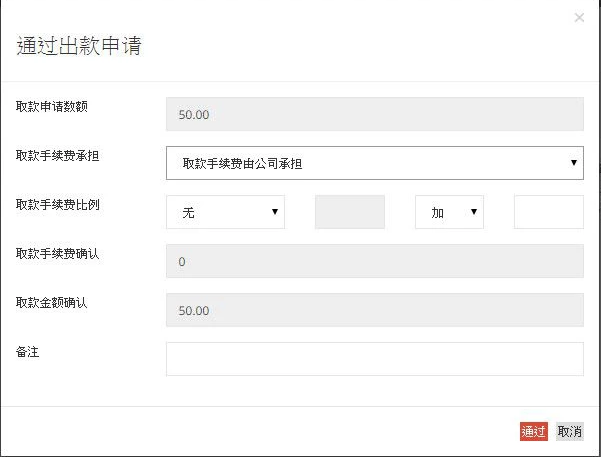 通过出款申请
取款申请数额 50.00
取款手续费承担 取款手续费由公司承担
取款手续费比例 无 加
取款手续费确认 0
取款金额确认 50.00
备注
通过 取消